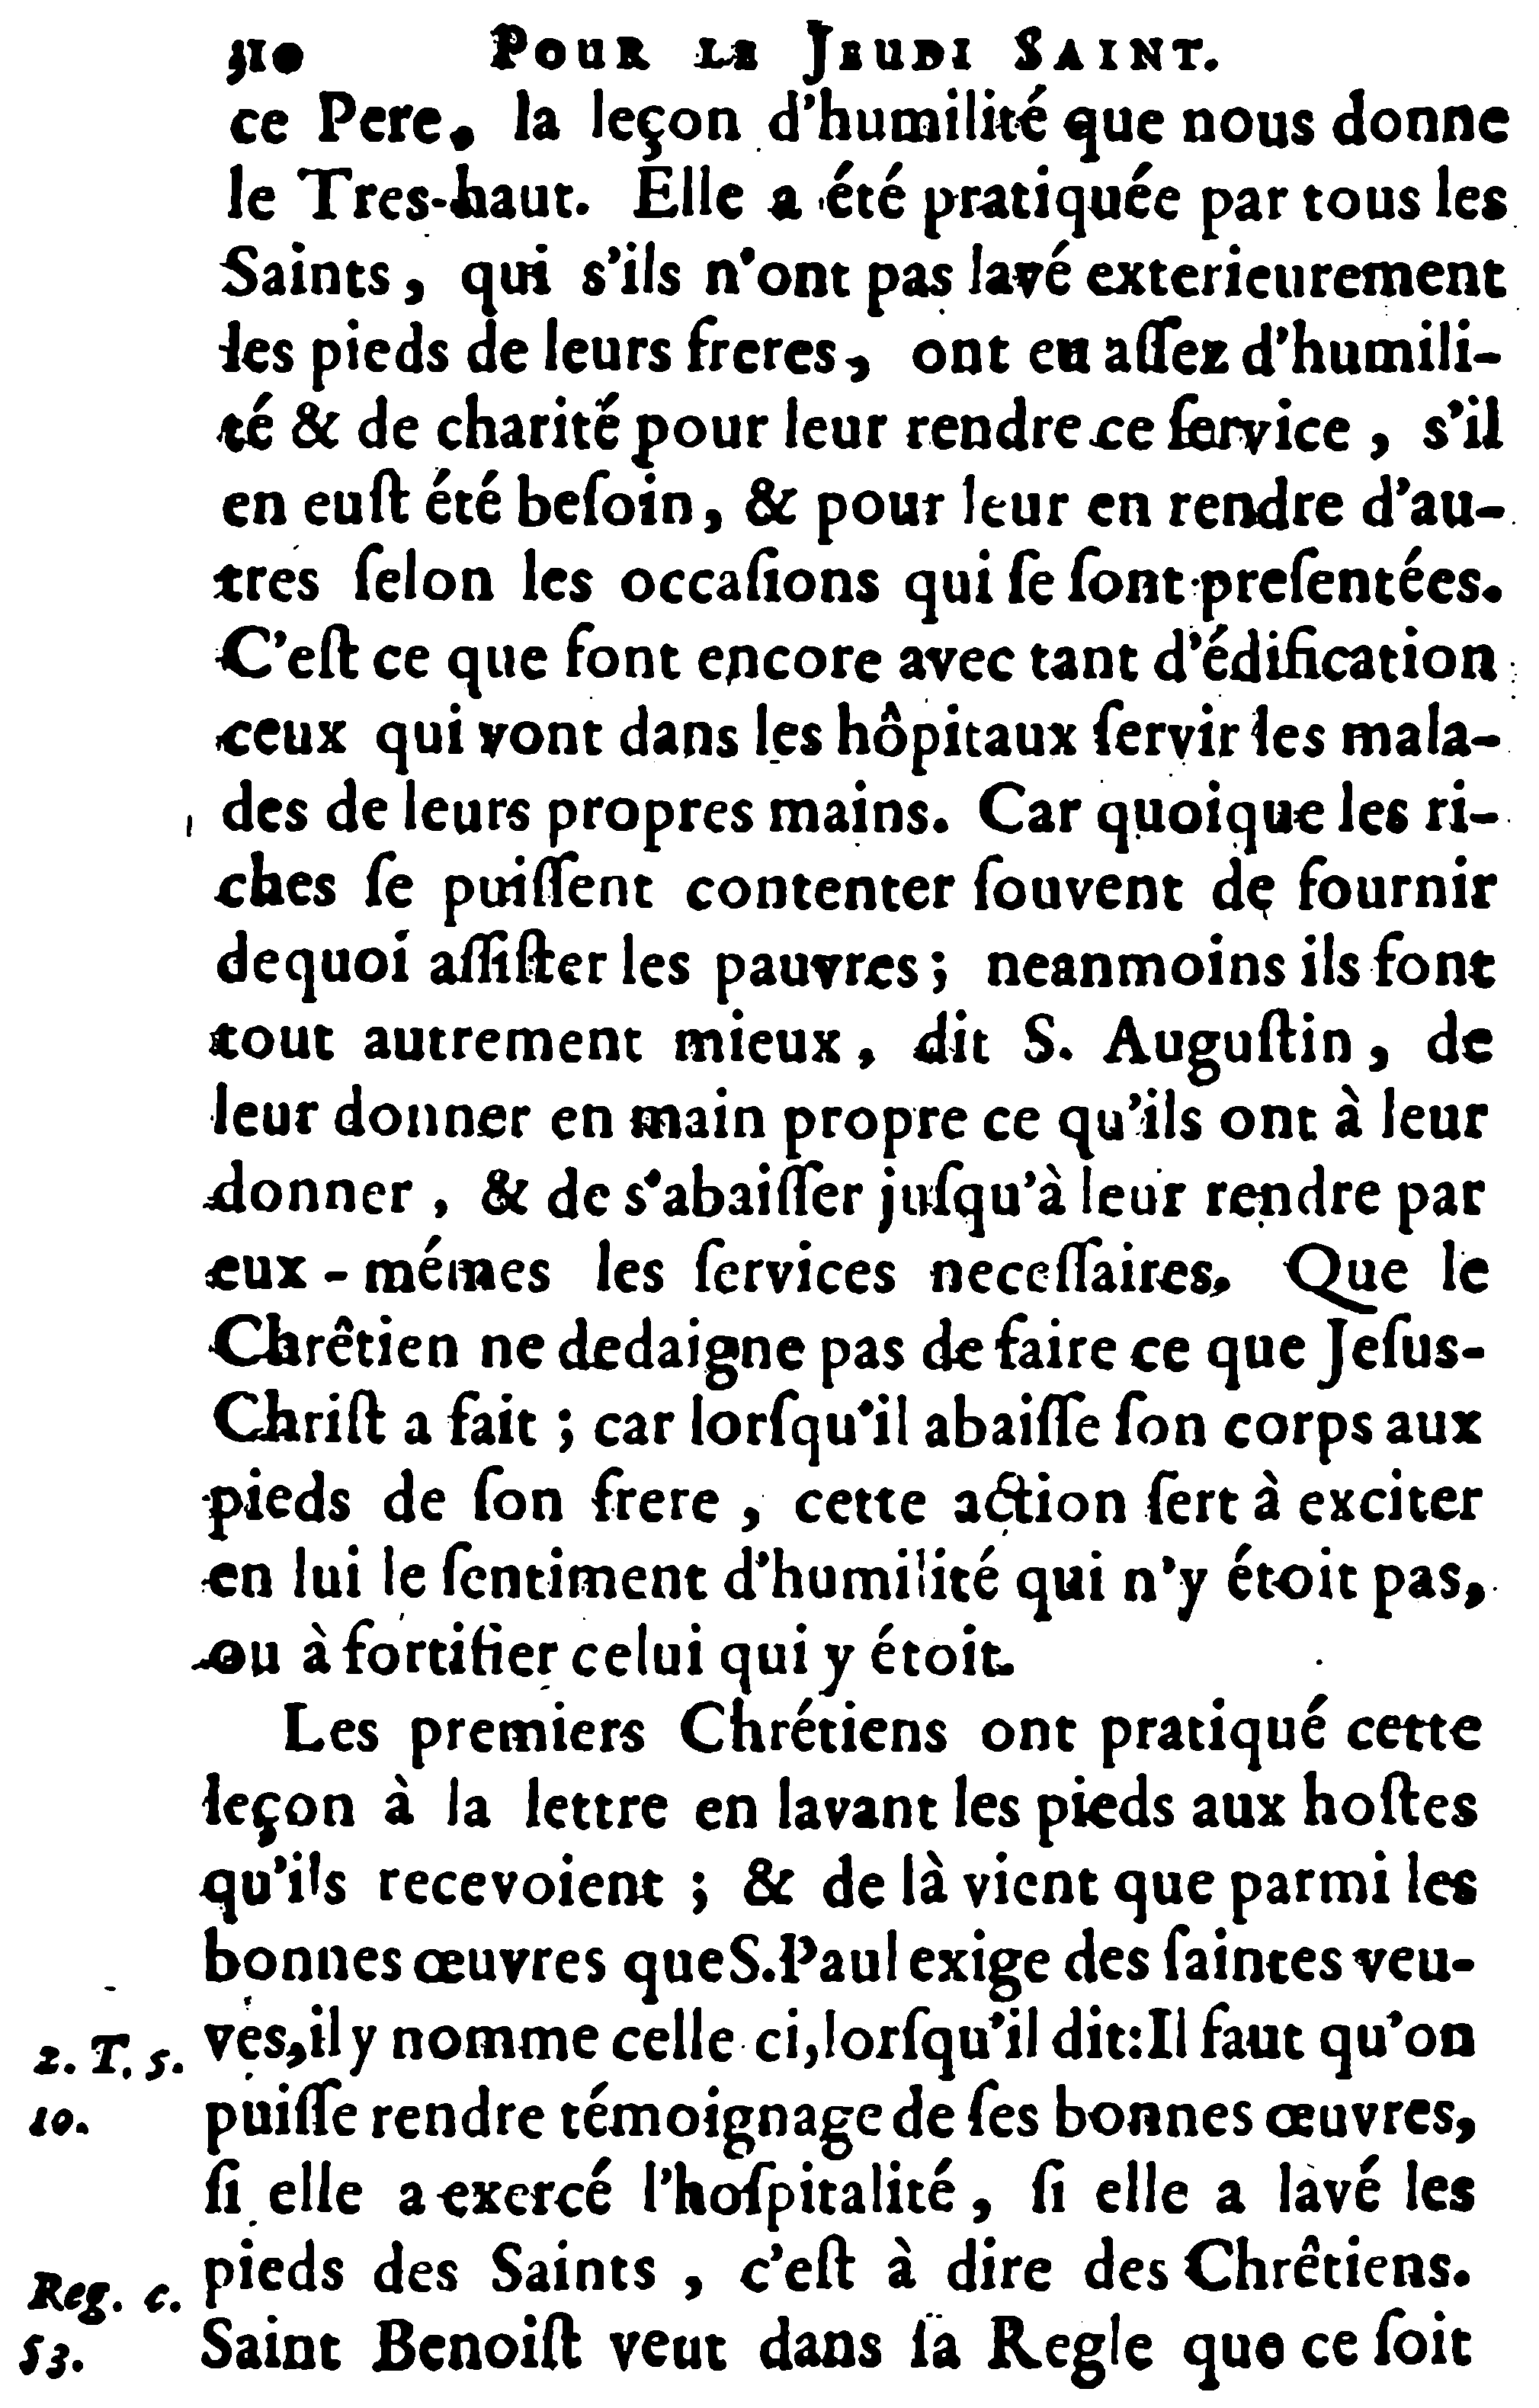 510 POUR LE JEUDI SAINT.
ce Pere, la leçon d'humilité que nous donne
le Tres-haut. Elle a été pratiquée par tous les
Saints, qui s'ils n'ont pas lavé exterieurement
les pieds de leurs freres, ont eu aſſez d'humili-
té & de charité pour leur rendre ce ſervice, s'il
en euſt été beſoin, & pour leur en rendre d'au-
tres ſelon les occaſions qui ſe ſont preſentées.
C'eſt ce que font encore avec tant d'édification
ceux qui vont dans les hôpitaux ſervir les mala-
des de leurs propres mains. Car quoique les ri-
ches ſe puiſſent contenter ſouvent de fournir
dequoi aſſiſter les pauvres; neanmoins ils font
tout autrement mieux, dit S. Auguſtin, de
leur donner en main propre ce qu'ils ont à leur
donner, & de s'abaiſſer juſqu'à leur rendre par
eux-mémes les ſervices neceſſaires. Que le
Chrêtien ne dedaigne pas de faire ce que Jeſus-
Chriſt a fait; car lorſqu'il abaiſſe ſon corps aux
pieds de ſon frere, cette action ſert à exciter
en lui le ſentiment d'humilité qui n'y étoit pas,
ou à fortifier celui qui y étoit.
Les premiers Chrétiens ont pratiqué cette
leçon à la lettre en lavant les pieds aux hoſtes
qu'ils recevoient; & de là vient que parmi les
bonnes œuvres que S. Paul exige des ſaintes veu-
ves, il y nomme celle ci, lorſqu'il dit: Il faut qu'on
2. T. 5.
puiſſe rendre témoignage de ſes bonnes œuvres,
10.
ſi elle a exercé l'hoſpitalité, ſi elle a lavé les
pieds des Saints, c'eſt à dire des Chrêtiens.
Reg. c.
Saint Benoiſt veut dans ſa Regle que ce ſoit
53.